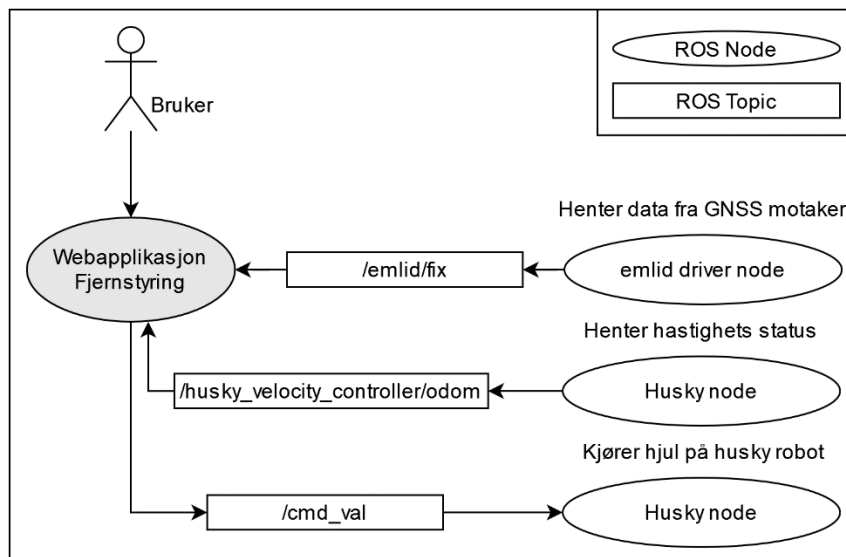 ROS Node
ROS Topic
Bruker
Henter data fra GNSS motaker
Webapplikasjon
Fjernstyring
/emlid/fix
emlid driver node
Henter hastighets status
/husky_velocity_controller/odom
Husky node
Kjører hjul på husky robot
/cmd_val
Husky node